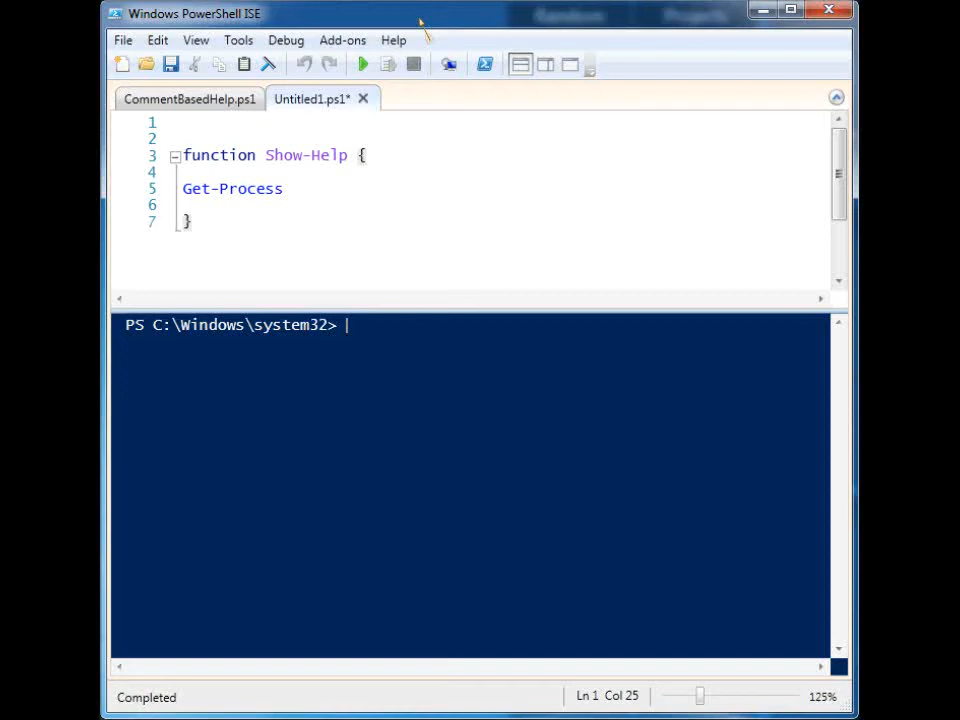 Windows PowerShell ISE
File Edit View Tools Debug Add-ons Help
CommentBasedHelp.ps1 Untitled1.ps1*
1
2
3 function Show-Help {
4
5 Get-Process
6
7 }
PS C:\Windows\system32>
Completed Ln 1 Col 25 125%